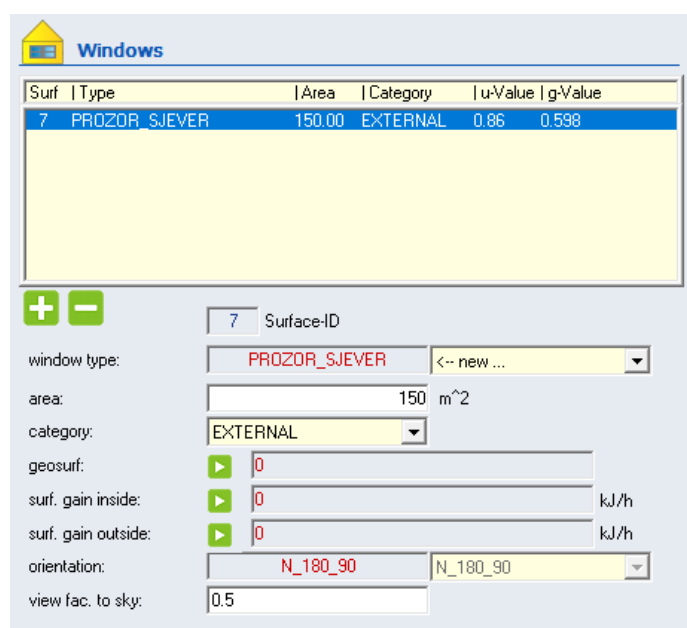 Windows
Surf | Type | Area | Category | u-Value | g-Value
7 PROZOR_SJEVER 150.00 EXTERNAL 0.86 0.598
7 Surface-ID
window type: PROZOR_SJEVER <-- new ...
area: 150 m^2
category: EXTERNAL
geosurf: 0
surf. gain inside: 0 kJ/h
surf. gain outside: 0 kJ/h
orientation: N_180_90 N_180_90
view fac. to sky: 0.5